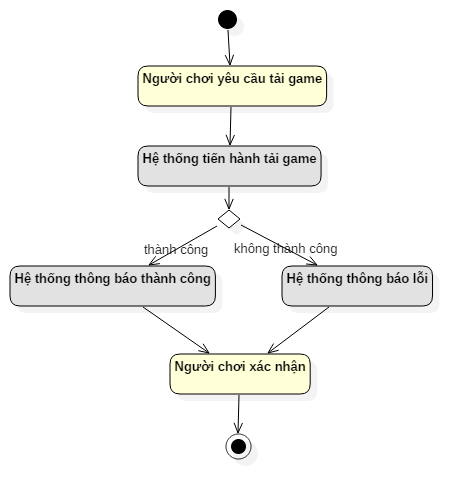 Người chơi yêu cầu tải game
Hệ thống tiến hành tải game
thành công
không thành công
Hệ thống thông báo thành công
Hệ thống thông báo lỗi
Người chơi xác nhận